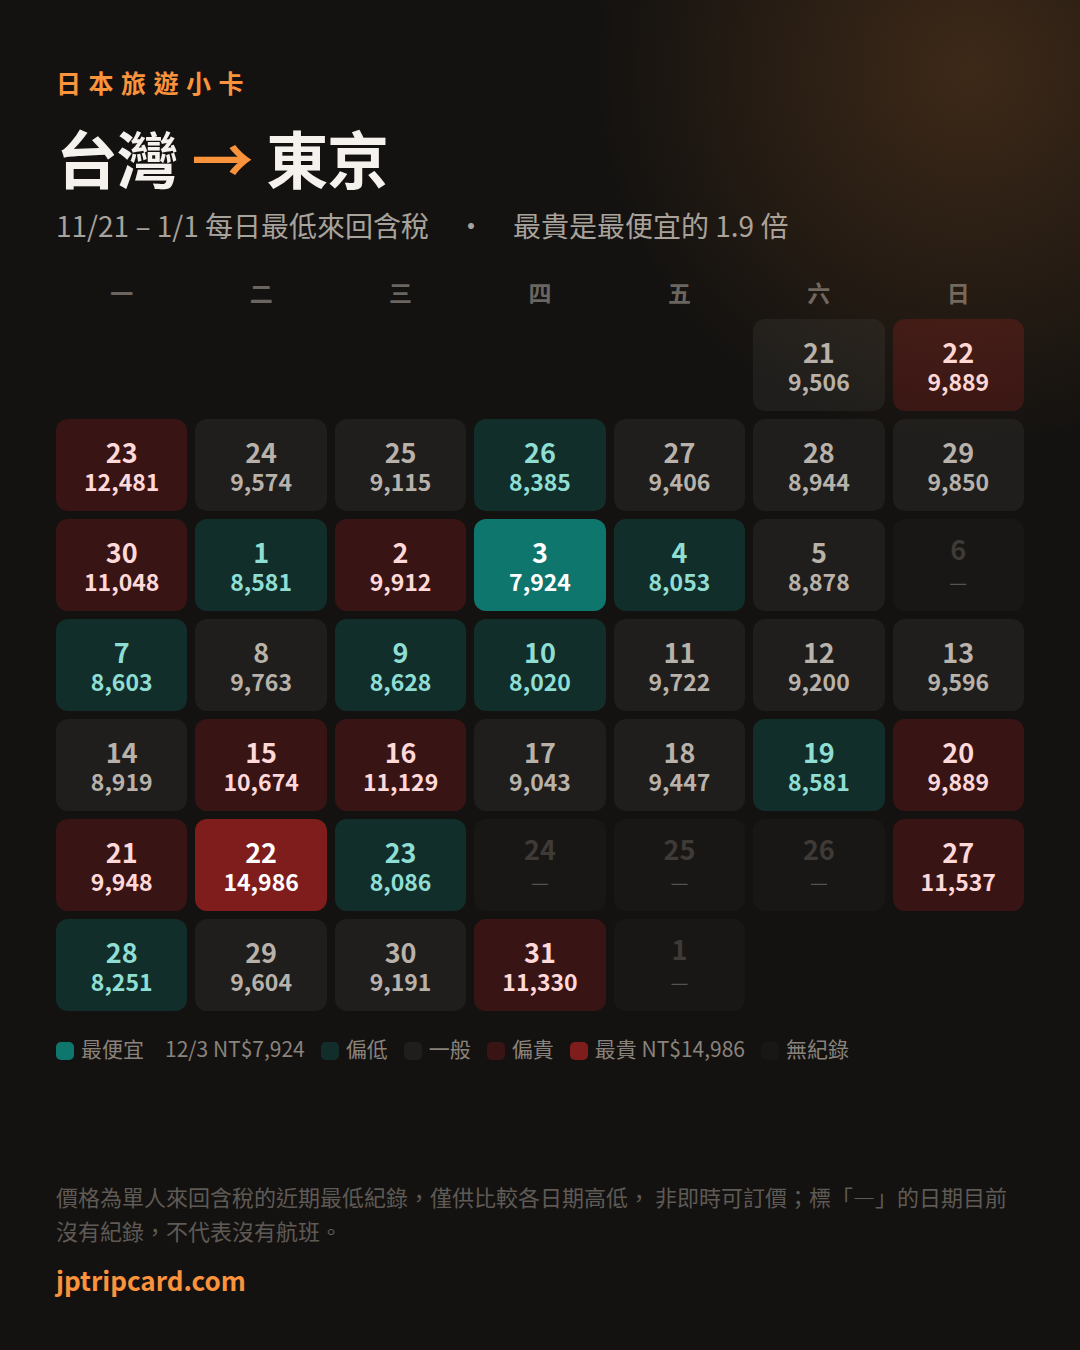 日本旅遊小卡
台灣 → 東京
11/21 – 1/1 每日最低來回含稅 ・ 最貴是最便宜的 1.9 倍
一 二 三 四 五 六 日
21 22
9,506 9,889
23 24 25 26 27 28 29
12,481 9,574 9,115 8,385 9,406 8,944 9,850
30 1 2 3 4 5 6
11,048 8,581 9,912 7,924 8,053 8,878 —
7 8 9 10 11 12 13
8,603 9,763 8,628 8,020 9,722 9,200 9,596
14 15 16 17 18 19 20
8,919 10,674 11,129 9,043 9,447 8,581 9,889
21 22 23 24 25 26 27
9,948 14,986 8,086 — — — 11,537
28 29 30 31 1
8,251 9,604 9,191 11,330 —
最便宜 12/3 NT$7,924 偏低 一般 偏貴 最貴 NT$14,986 無紀錄
價格為單人來回含稅的近期最低紀錄，僅供比較各日期高低， 非即時可訂價；標「—」的日期目前
沒有紀錄，不代表沒有航班。
jptripcard.com